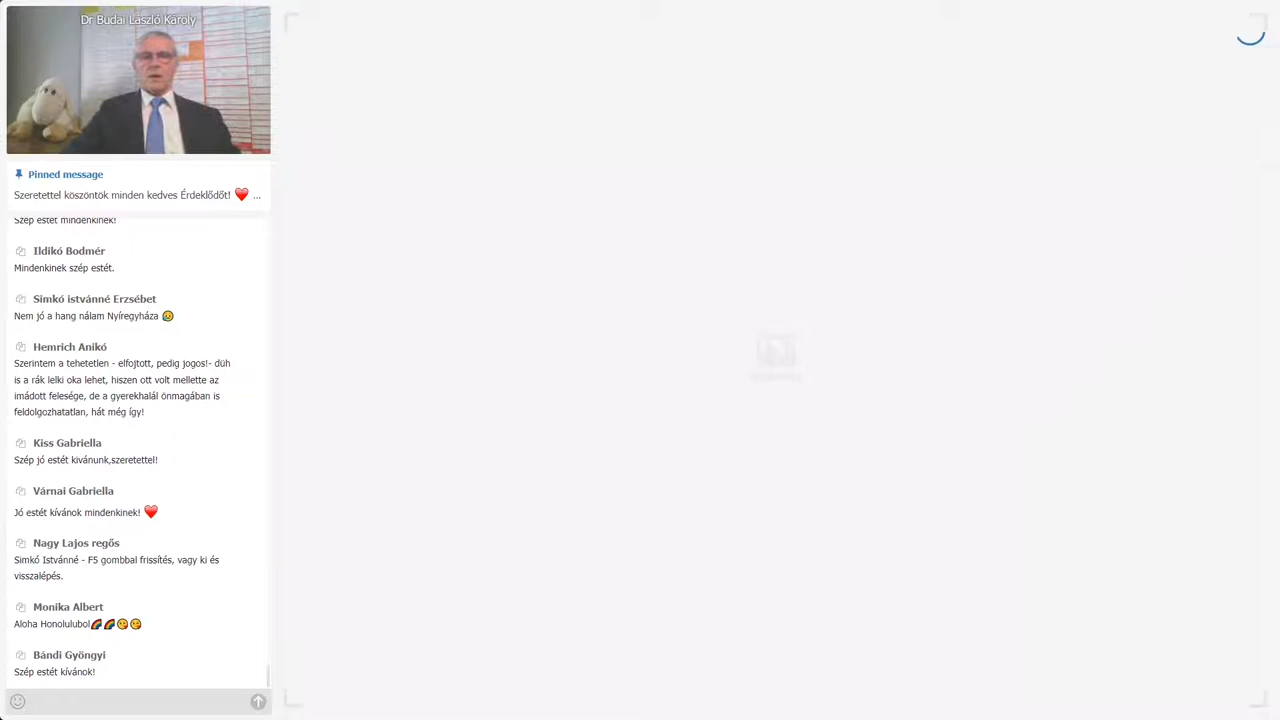 Dr Budai László Károly
Pinned message
Szeretettel köszöntök minden kedves Érdeklődőt! ❤️ ...
Szép estét mindenkinek!
Ildikó Bodmér
Mindenkinek szép estét.
Simkó istvánné Erzsébet
Nem jó a hang nálam Nyíregyháza 😥
Hemrich Anikó
Szerintem a tehetetlen - elfojtott, pedig jogos!- düh
is a rák lelki oka lehet, hiszen ott volt mellette az
imádott felesége, de a gyerekhalál önmagában is
feldolgozhatatlan, hát még így!
Kiss Gabriella
Szép jó estét kivánunk,szeretettel!
Várnai Gabriella
Jó estét kívánok mindenkinek! ❤️
Nagy Lajos regős
Simkó Istvánné - F5 gombbal frissítés, vagy ki és
visszalépés.
Monika Albert
Aloha Honolulubol🌈🌈😋😋
Bándi Gyöngyi
Szép estét kívánok!